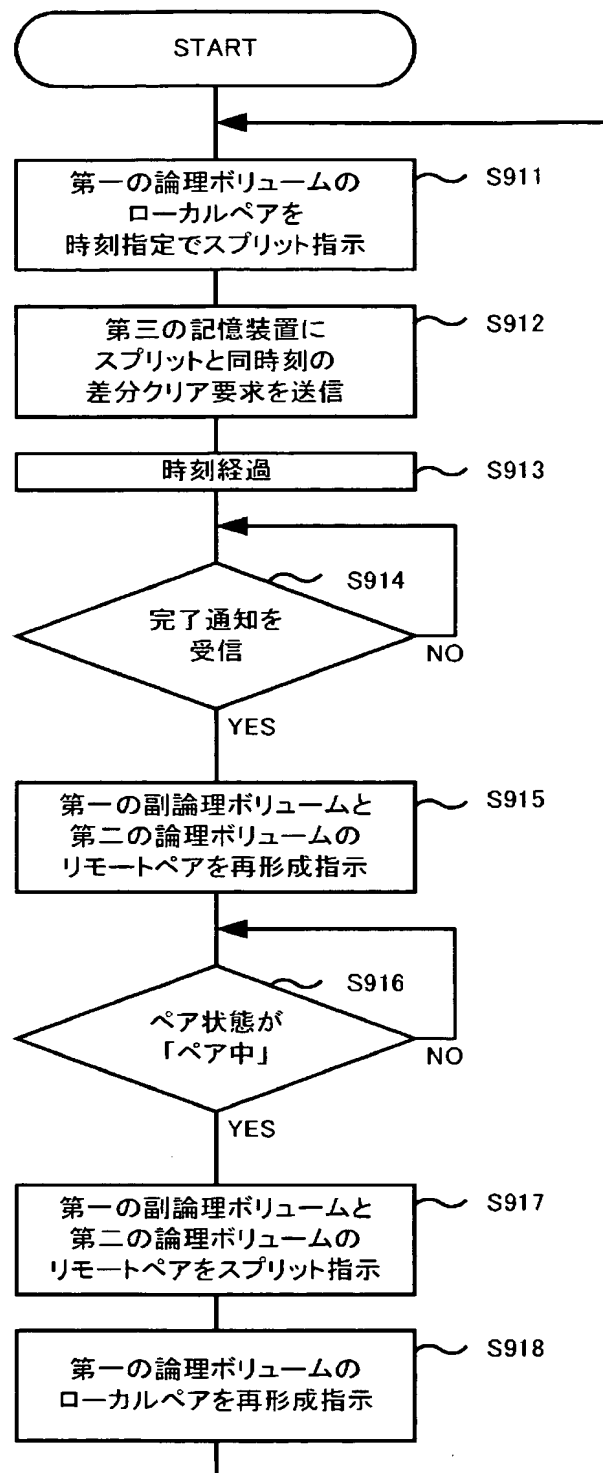 START
第一の論理ボリュームの
ローカルペアを
時刻指定でスプリット指示
S911
第三の記憶装置に
スプリットと同時刻の
差分クリア要求を送信
S912
時刻経過
S913
S914
完了通知を
受信
NO
YES
第一の副論理ボリュームと
第二の論理ボリュームの
リモートペアを再形成指示
S915
S916
ペア状態が
「ペア中」
NO
YES
第一の副論理ボリュームと
第二の論理ボリュームの
リモートペアをスプリット指示
S917
第一の論理ボリュームの
ローカルペアを再形成指示
S918